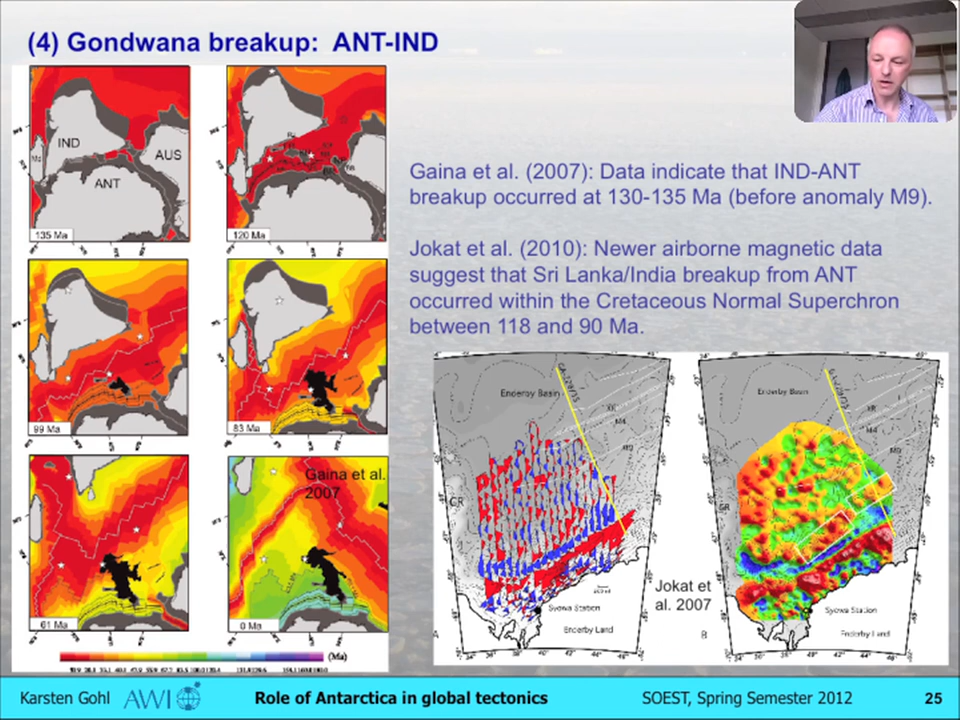 (4) Gondwana breakup: ANT-IND
IND
AUS
ANT
135 Ma
120 Ma
99 Ma
83 Ma
61 Ma
0 Ma
Gaina et al.
2007
(Ma)
Gaina et al. (2007): Data indicate that IND-ANT
breakup occurred at 130-135 Ma (before anomaly M9).
Jokat et al. (2010): Newer airborne magnetic data
suggest that Sri Lanka/India breakup from ANT
occurred within the Cretaceous Normal Superchron
between 118 and 90 Ma.
Enderby Basin
GR
Syowa Station
Enderby Land
A
Jokat et
al. 2007
Enderby Basin
GR
Syowa Station
Enderby Land
B
Karsten Gohl
AWI
Role of Antarctica in global tectonics
SOEST, Spring Semester 2012
25